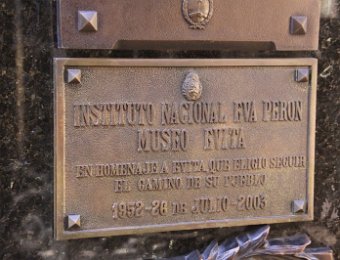 INSTITUTO NACIONAL EVA PERON
MUSEO EVITA
EN HOMENAJE A EVITA, QUE ELIGIO SEGUIR
EL CAMINO DE SU PUEBLO
1952-26 DE JULIO-2003